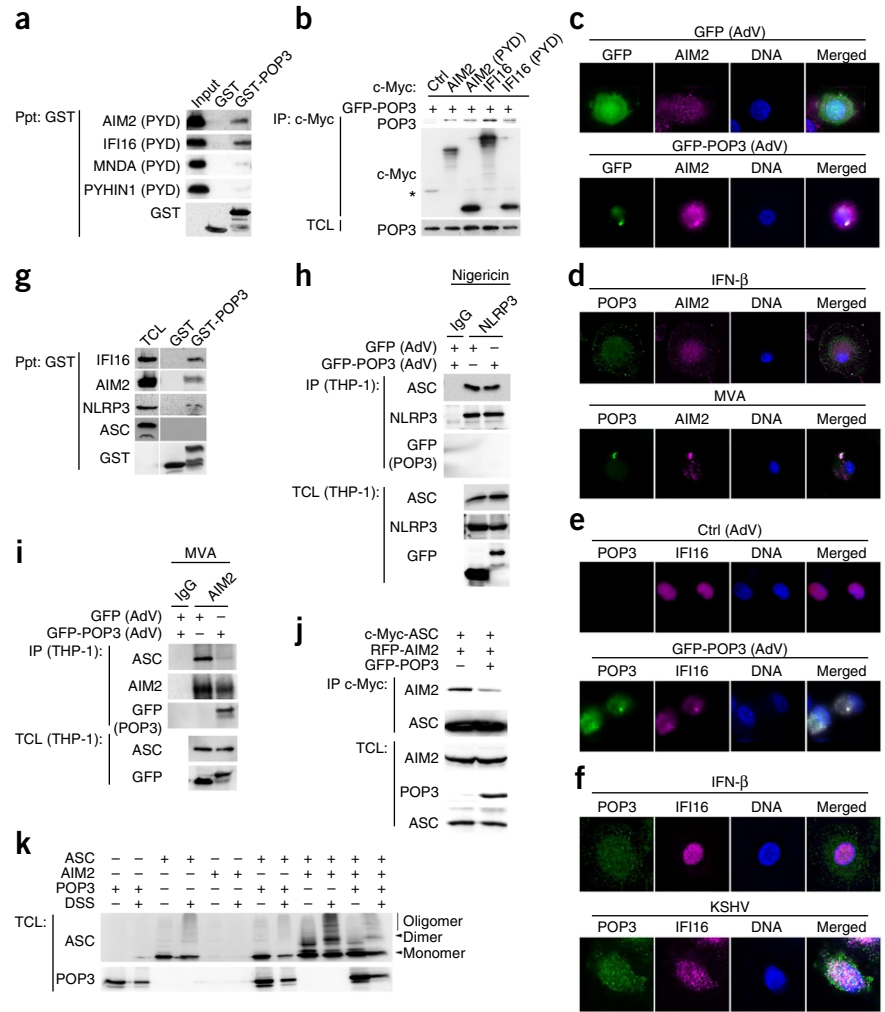 a
Input
GST
GST-POP3
Ppt: GST
AIM2 (PYD)
IFI16 (PYD)
MNDA (PYD)
PYHIN1 (PYD)
GST
b
c-Myc:
Ctrl
AIM2
AIM2 (PYD)
IFI16
IFI16 (PYD)
GFP-POP3 + + + + +
IP: c-Myc
POP3
c-Myc
*
TCL
POP3
c
GFP (AdV)
GFP AIM2 DNA Merged
GFP-POP3 (AdV)
GFP AIM2 DNA Merged
d
IFN-β
POP3 AIM2 DNA Merged
MVA
POP3 AIM2 DNA Merged
e
Ctrl (AdV)
POP3 IFI16 DNA Merged
GFP-POP3 (AdV)
POP3 IFI16 DNA Merged
f
IFN-β
POP3 IFI16 DNA Merged
KSHV
POP3 IFI16 DNA Merged
g
TCL
GST
GST-POP3
Ppt: GST
IFI16
AIM2
NLRP3
ASC
GST
h
Nigericin
IgG
NLRP3
GFP (AdV) + + –
GFP-POP3 (AdV) + – +
IP (THP-1):
ASC
NLRP3
GFP
(POP3)
TCL (THP-1):
ASC
NLRP3
GFP
i
MVA
IgG
AIM2
GFP (AdV) + + –
GFP-POP3 (AdV) + – +
IP (THP-1):
ASC
AIM2
GFP
(POP3)
TCL (THP-1):
ASC
GFP
j
c-Myc-ASC + +
RFP-AIM2 + +
GFP-POP3 – +
IP c-Myc:
AIM2
ASC
TCL:
AIM2
POP3
ASC
k
ASC – – + + – – + + + + + +
AIM2 – – – – + + – – + + + +
POP3 + + – – – – + + – – + +
DSS – + – + – + – + – + – +
TCL:
ASC
Oligomer
Dimer
Monomer
POP3